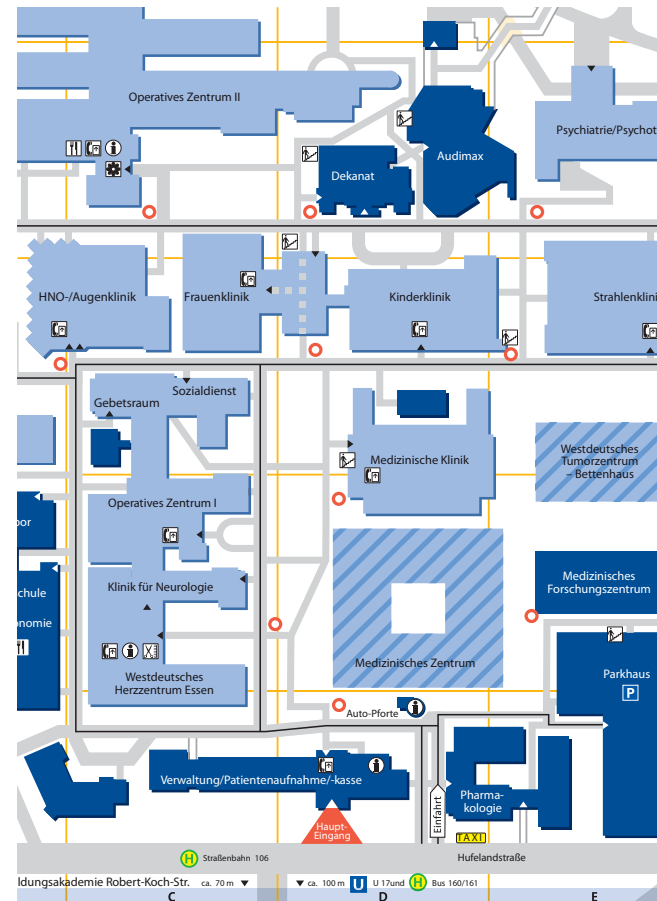 Operatives Zentrum II
Psychiatrie/Psychot
Audimax
Dekanat
HNO-/Augenklinik
Frauenklinik
Kinderklinik
Strahlenklini
Sozialdienst
Gebetsraum
Medizinische Klinik
Westdeutsches
Tumorzentrum
– Bettenhaus
Operatives Zentrum I
bor
Klinik für Neurologie
Medizinisches
Forschungszentrum
schule
onomie
Westdeutsches
Herzzentrum Essen
Medizinisches Zentrum
Parkhaus
P
Auto-Pforte
Verwaltung/Patientenaufnahme/-kasse
Pharma-
kologie
Einfahrt
Haupt-
Eingang
TAXI
H Straßenbahn 106
Hufelandstraße
ldungsakademie Robert-Koch-Str. ca. 70 m ▼
▼ ca. 100 m U U 17und H Bus 160/161
C D E